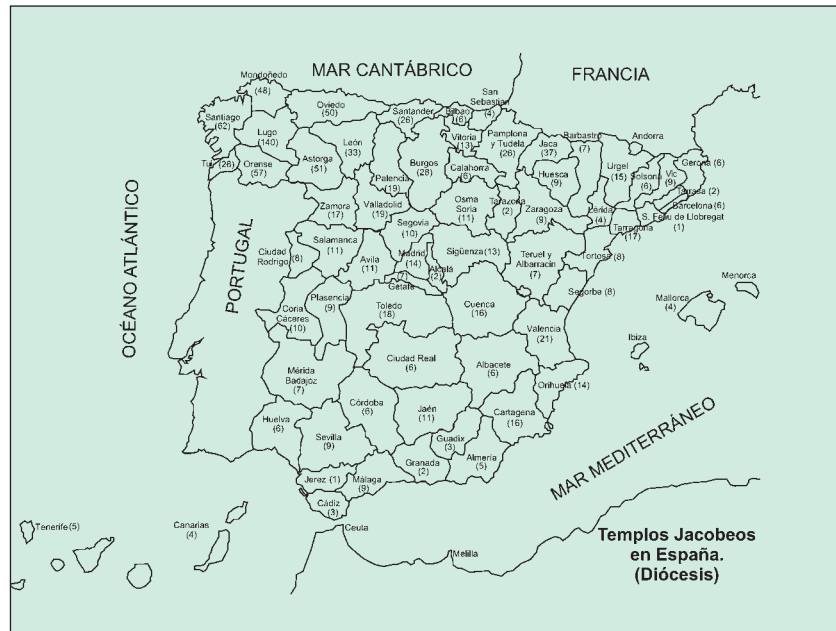 MAR CANTÁBRICO
FRANCIA
San
Sebastián
(4)
Mondoñedo
(48)
Oviedo
(50)
Santander
(26)
Bilbao
(6)
Santiago
(62)
Lugo
(140)
León
(33)
Vitoria
(13)
Pamplona
y Tudela
(26)
Jaca
(37)
Barbastro
(7)
Andorra
Tuy (26)
Orense
(57)
Astorga
(51)
Burgos
(28)
Calahorra
(6)
Huesca
(9)
Urgel
(15)
Solsona
(6)
Vic
(9)
Gerona (6)
Palencia
(19)
Tarrasa (2)
Barcelona (6)
S. Feliu de Llobregat
(1)
Zamora
(17)
Valladolid
(19)
Osma
Soria
(11)
Tarazona
(2)
Zaragoza
(9)
Lérida
(4)
Tarragona
(17)
Segovia
(10)
OCÉANO ATLÁNTICO
PORTUGAL
Ciudad
Rodrigo
(8)
Salamanca
(11)
Avila
(11)
Madrid
(14)
Alcalá
(2)
Sigüenza (13)
Teruel y
Albarracín
(7)
Tortosa (8)
(2)
Getafe
Segorbe (8)
Menorca
Mallorca
(4)
Ibiza
Coria
Cáceres
(10)
Plasencia
(9)
Toledo
(18)
Cuenca
(16)
Valencia
(21)
Ciudad Real
(6)
Albacete
(6)
Mérida
Badajoz
(7)
Orihuela (14)
Córdoba
(6)
Jaén
(11)
Cartagena
(16)
MAR MEDITERRÁNEO
Huelva
(6)
Sevilla
(9)
Guadix
(3)
Granada
(2)
Almería
(5)
Jerez (1)
Málaga
(9)
Cádiz
(3)
Ceuta
Melilla
Tenerife (5)
Canarias
(4)
Templos Jacobeos
en España.
(Diócesis)